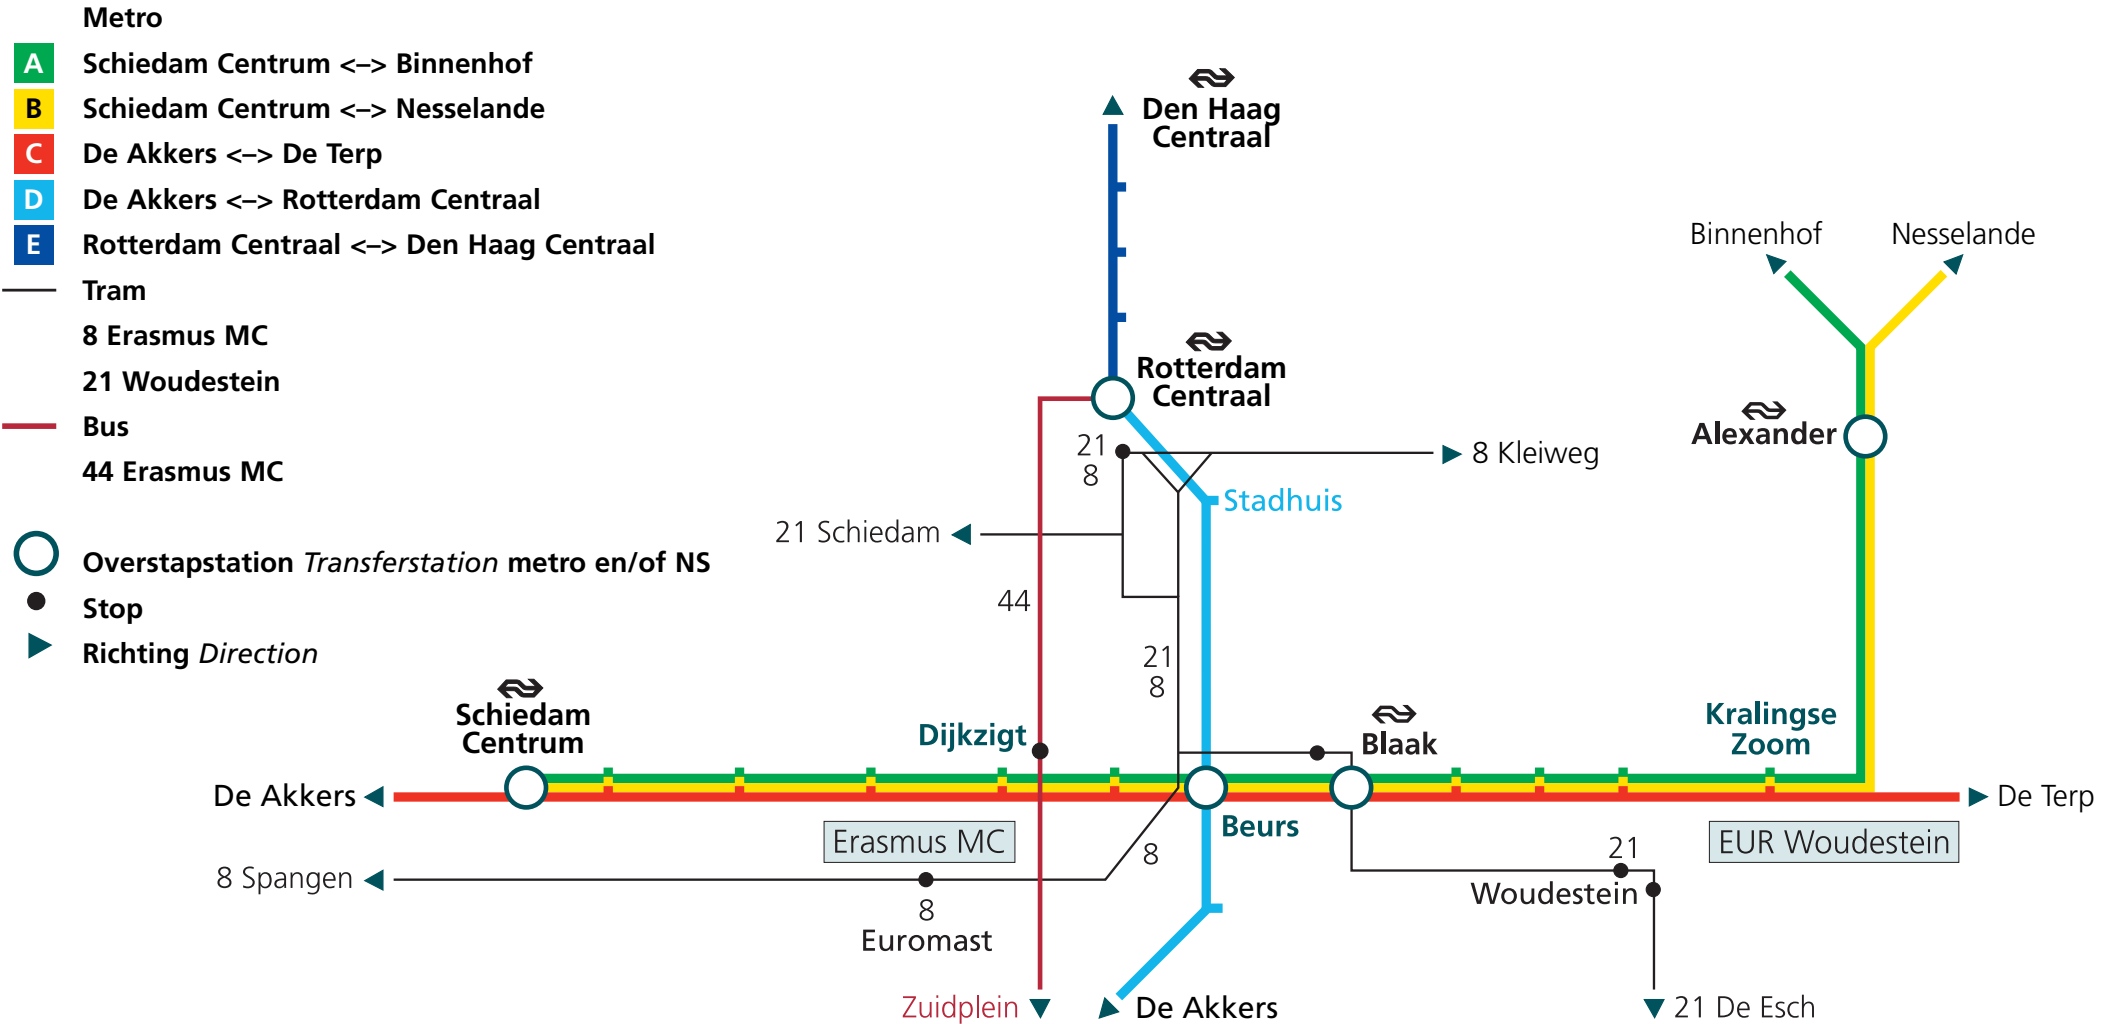 Metro
A Schiedam Centrum <–> Binnenhof
B Schiedam Centrum <–> Nesselande
C De Akkers <–> De Terp
D De Akkers <–> Rotterdam Centraal
E Rotterdam Centraal <–> Den Haag Centraal
Tram
8 Erasmus MC
21 Woudestein
Bus
44 Erasmus MC
Overstapstation Transferstation metro en/of NS
Stop
Richting Direction
Den Haag
Centraal
Binnenhof
Nesselande
Rotterdam
Centraal
Alexander
21
8
8 Kleiweg
Stadhuis
21 Schiedam
44
21
8
Schiedam
Centrum
Dijkzigt
Blaak
Kralingse
Zoom
De Akkers
De Terp
Beurs
Erasmus MC
EUR Woudestein
8
21
8 Spangen
Woudestein
8
Euromast
Zuidplein
De Akkers
21 De Esch